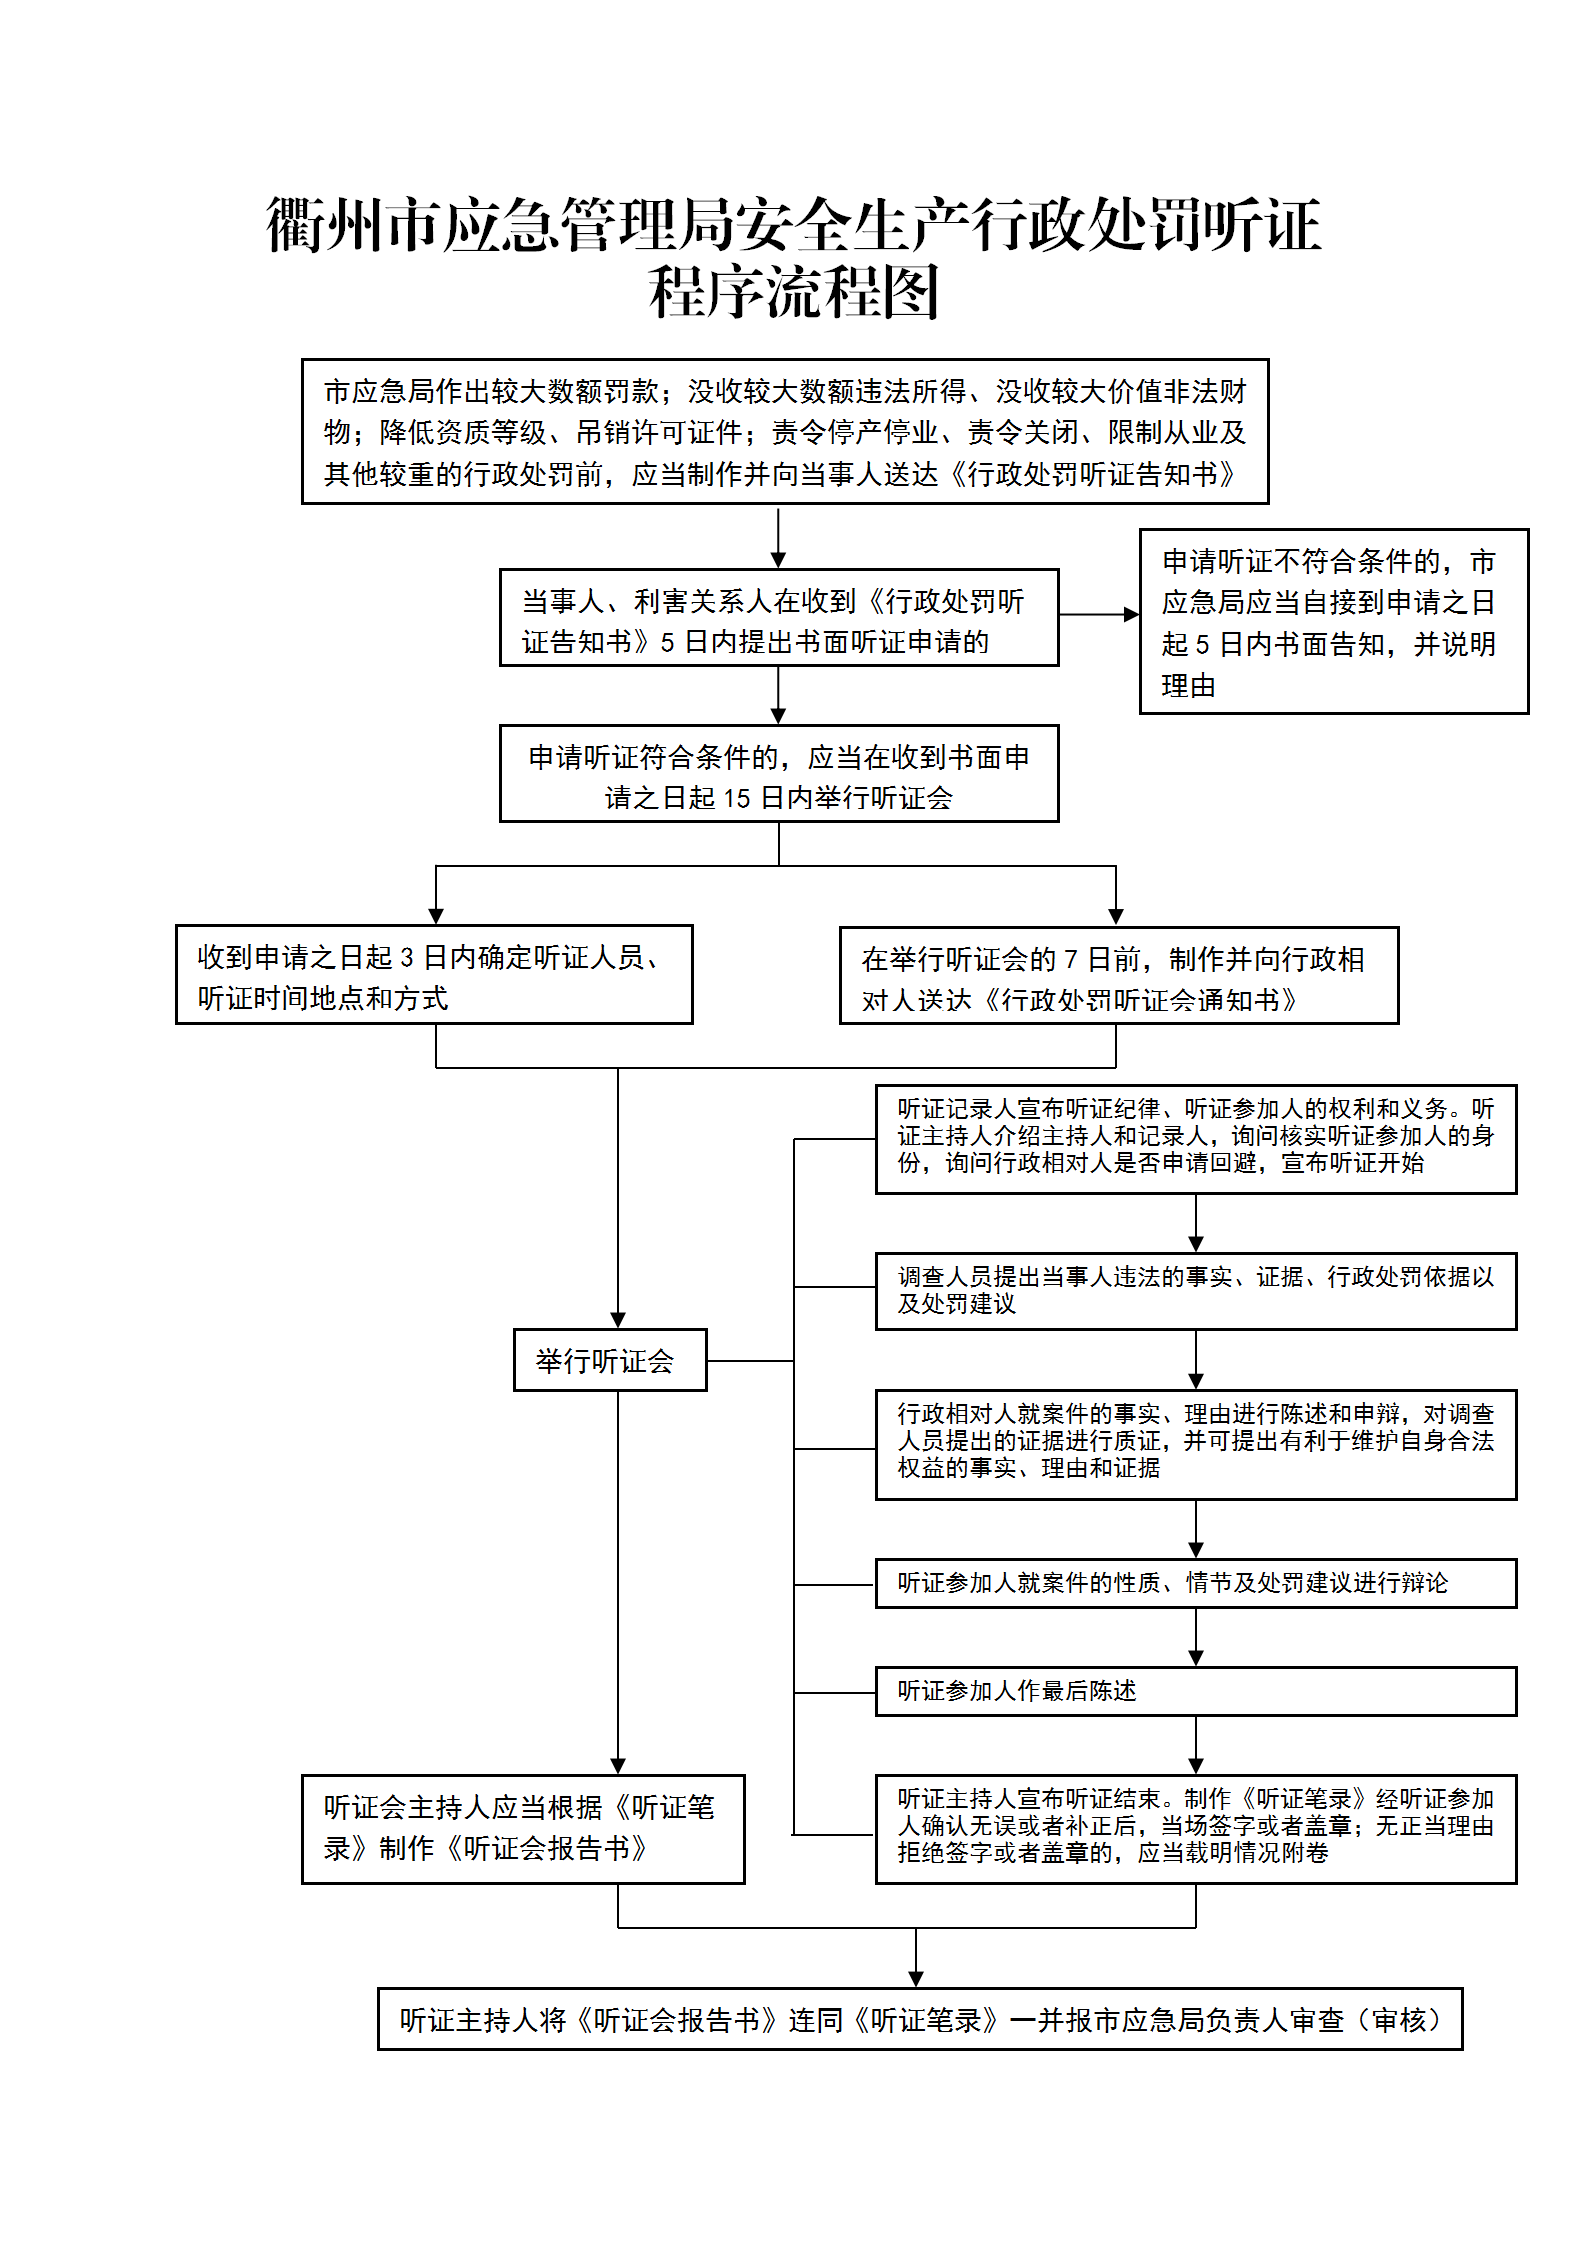 衢州市应急管理局安全生产行政处罚听证
程序流程图
市应急局作出较大数额罚款；没收较大数额违法所得、没收较大价值非法财
物；降低资质等级、吊销许可证件；责令停产停业、责令关闭、限制从业及
其他较重的行政处罚前，应当制作并向当事人送达《行政处罚听证告知书》
当事人、利害关系人在收到《行政处罚听
证告知书》5 日内提出书面听证申请的
申请听证不符合条件的，市
应急局应当自接到申请之日
起 5 日内书面告知，并说明
理由
申请听证符合条件的，应当在收到书面申
请之日起 15 日内举行听证会
收到申请之日起 3 日内确定听证人员、
听证时间地点和方式
在举行听证会的 7 日前，制作并向行政相
对人送达《行政处罚听证会通知书》
举行听证会
听证记录人宣布听证纪律、听证参加人的权利和义务。听
证主持人介绍主持人和记录人，询问核实听证参加人的身
份，询问行政相对人是否申请回避，宣布听证开始
调查人员提出当事人违法的事实、证据、行政处罚依据以
及处罚建议
行政相对人就案件的事实、理由进行陈述和申辩，对调查
人员提出的证据进行质证，并可提出有利于维护自身合法
权益的事实、理由和证据
听证参加人就案件的性质、情节及处罚建议进行辩论
听证参加人作最后陈述
听证主持人宣布听证结束。制作《听证笔录》经听证参加
人确认无误或者补正后，当场签字或者盖章；无正当理由
拒绝签字或者盖章的，应当载明情况附卷
听证会主持人应当根据《听证笔
录》制作《听证会报告书》
听证主持人将《听证会报告书》连同《听证笔录》一并报市应急局负责人审查（审核）